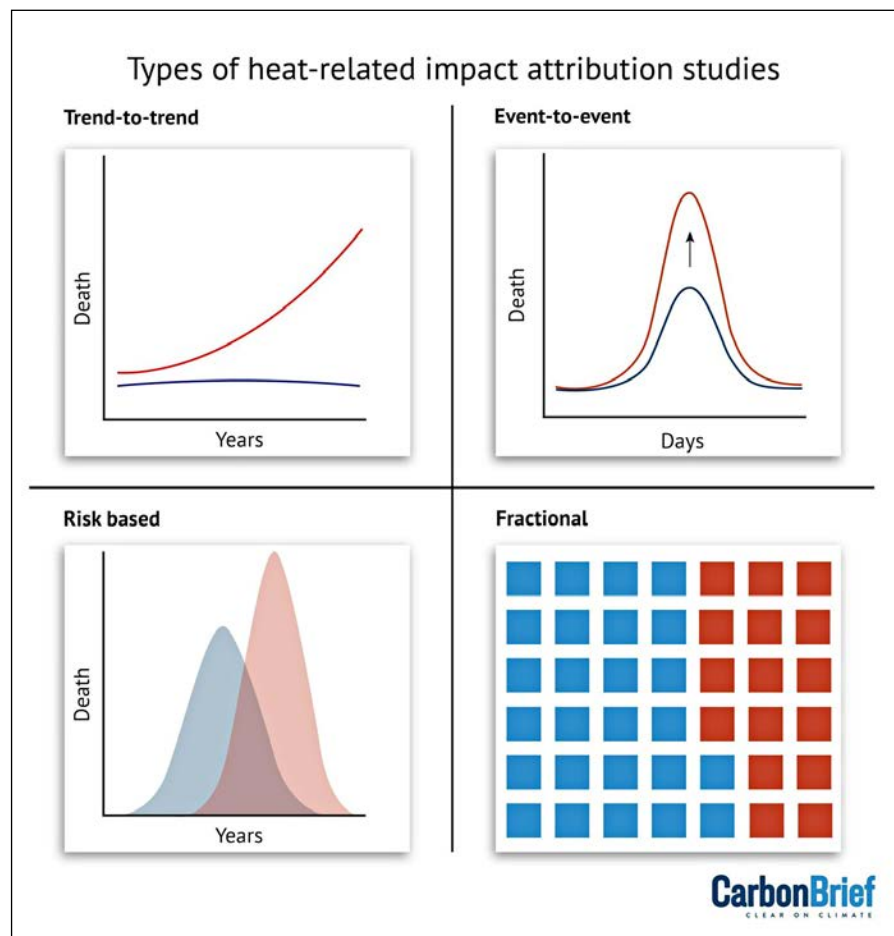 Types of heat-related impact attribution studies
Trend-to-trend
Death
Years
Event-to-event
Death
Days
Risk based
Death
Years
Fractional
CarbonBrief
CLEAR ON CLIMATE